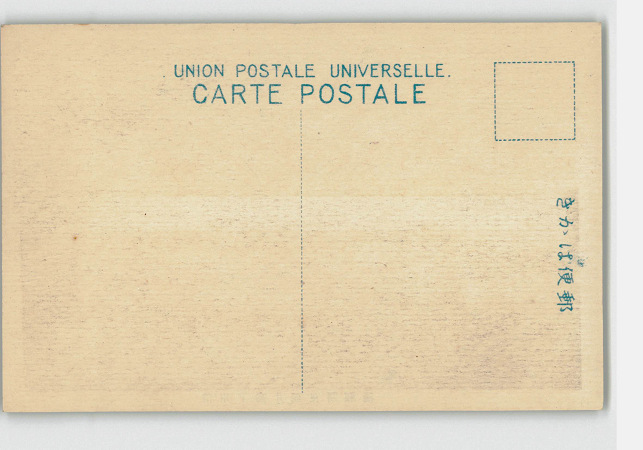 UNION POSTALE UNIVERSELLE.
CARTE POSTALE
郵便はがき